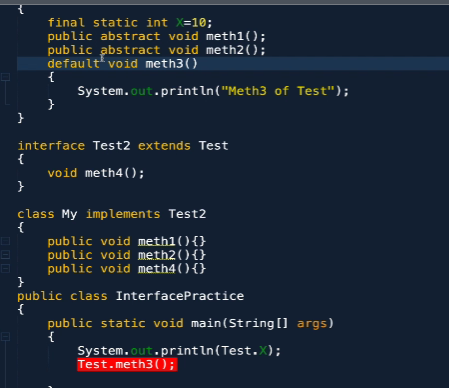 {
final static int X=10;
public abstract void meth1();
public abstract void meth2();
default void meth3()
{
System.out.println("Meth3 of Test");
}
}
interface Test2 extends Test
{
void meth4();
}
class My implements Test2
{
public void meth1(){}
public void meth2(){}
public void meth4(){}
}
public class InterfacePractice
{
public static void main(String[] args)
{
System.out.println(Test.X);
Test.meth3();